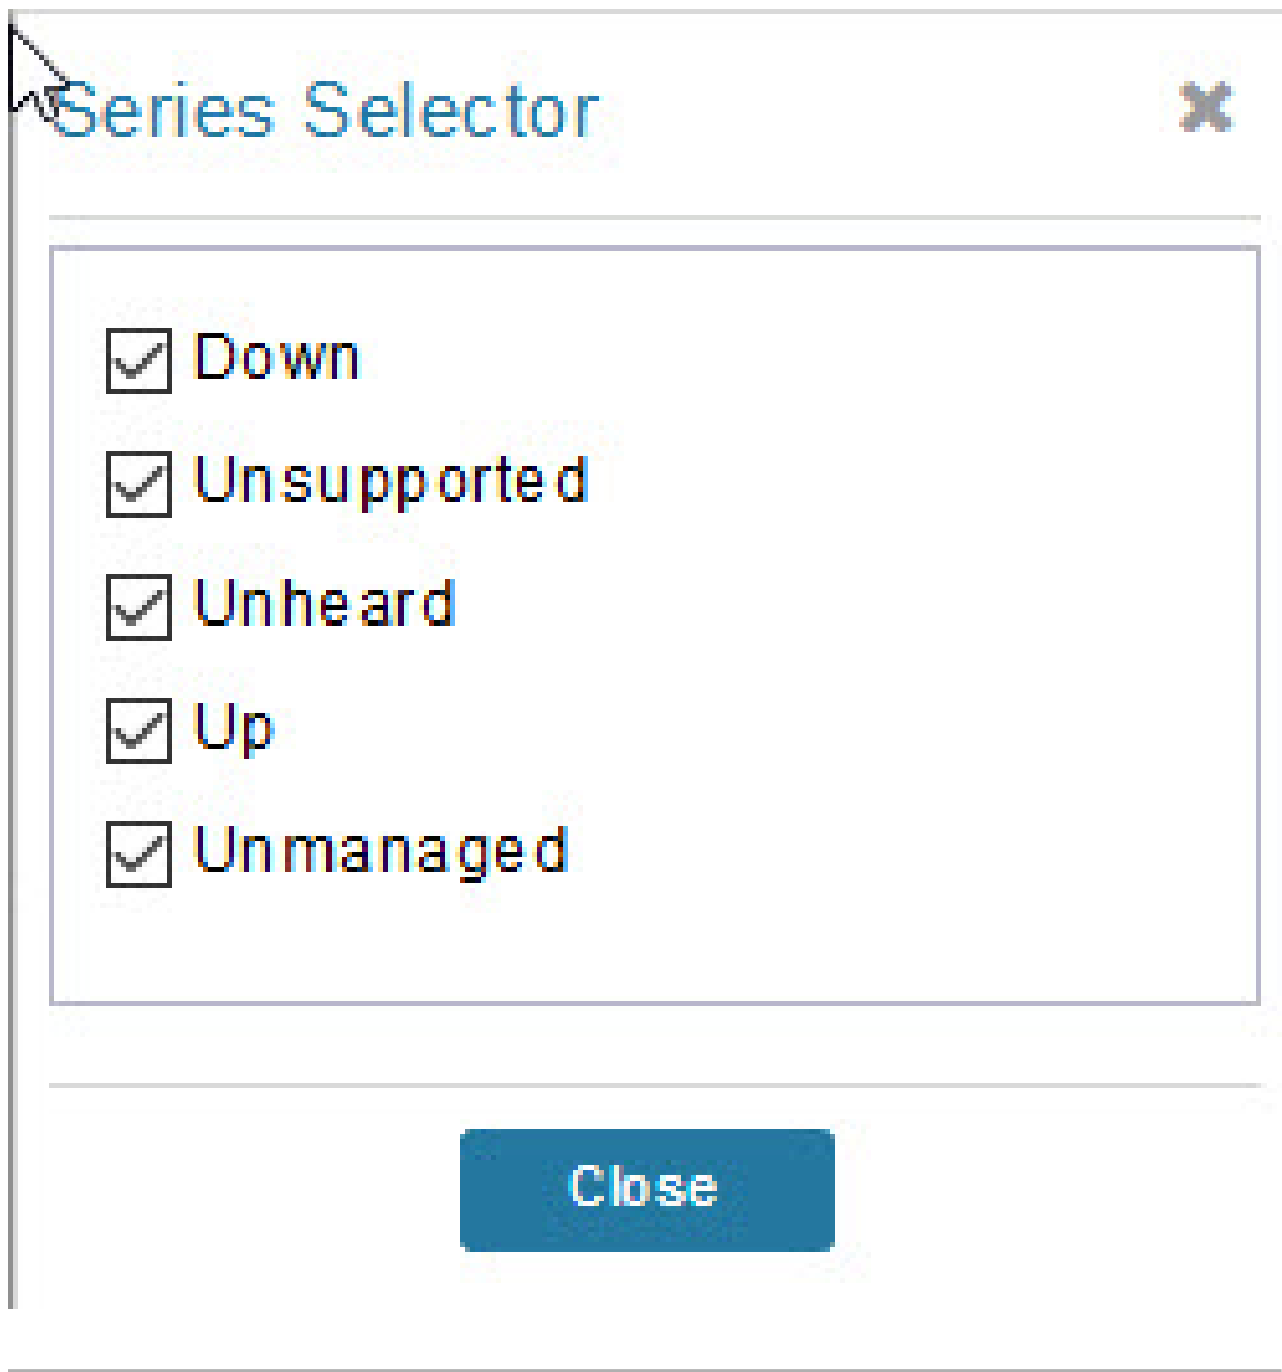 Series Selector
Down
Unsupported
Unheard
Up
Unmanaged
Close